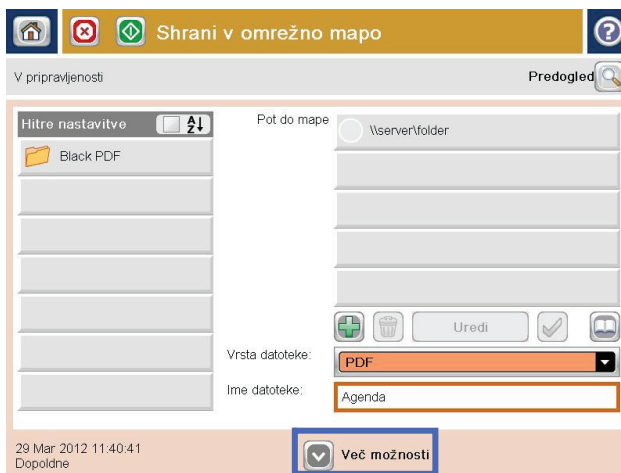 Shrani v omrežno mapo
V pripravljenosti
Predogled
Hitre nastavitve
A
Z
Black PDF
Pot do mape
\\server\folder
Uredi
Vrsta datoteke:
PDF
Ime datoteke:
Agenda
29 Mar 2012 11:40:41
Dopoldne
Več možnosti